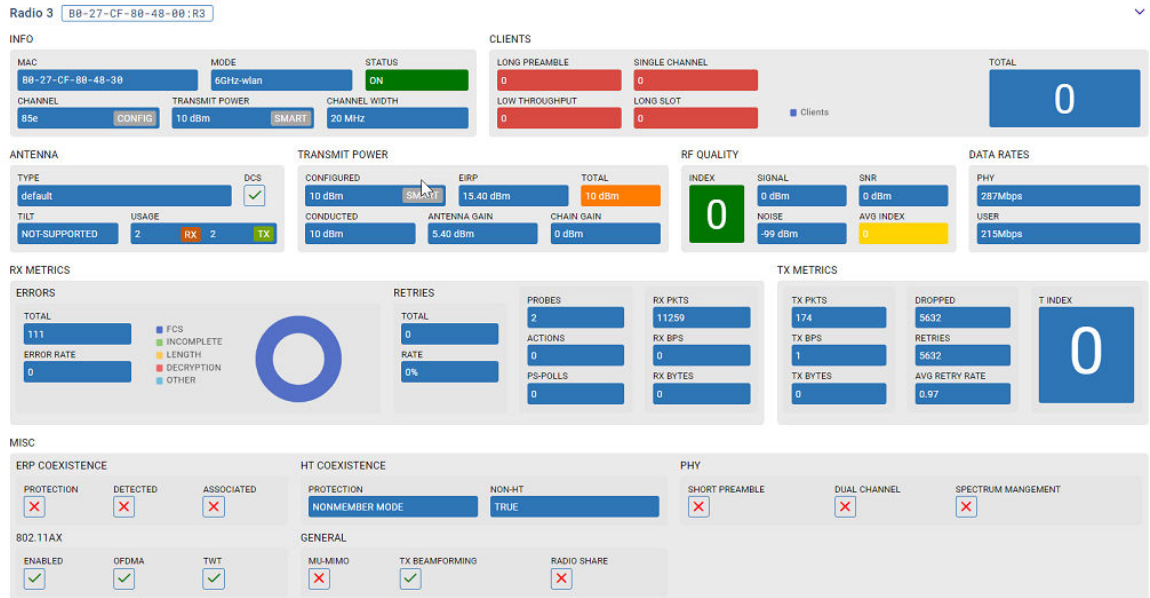 Radio 3 B0-27-CF-80-48-00:R3
INFO
MAC MODE STATUS
B0-27-CF-80-48-30 6GHz-wlan ON
CHANNEL TRANSMIT POWER CHANNEL WIDTH
85e CONFIG 10 dBm SMART 20 MHz
CLIENTS
LONG PREAMBLE SINGLE CHANNEL TOTAL
0 0 0
LOW THROUGHPUT LONG SLOT
0 0
Clients
ANTENNA
TYPE DCS
default
TILT USAGE
NOT-SUPPORTED 2 RX 2 TX
TRANSMIT POWER
CONFIGURED EIRP TOTAL
10 dBm SMART 15.40 dBm 10 dBm
CONDUCTED ANTENNA GAIN CHAIN GAIN
10 dBm 5.40 dBm 0 dBm
RF QUALITY
INDEX SIGNAL SNR
0 0 dBm 0 dBm
NOISE AVG INDEX
-99 dBm 0
DATA RATES
PHY
287Mbps
USER
215Mbps
RX METRICS
ERRORS
TOTAL
111
ERROR RATE
0
FCS
INCOMPLETE
LENGTH
DECRYPTION
OTHER
RETRIES
TOTAL
0
RATE
0%
PROBES RX PKTS
2 11259
ACTIONS RX BPS
0 0
PS-POLLS RX BYTES
0 0
TX METRICS
TX PKTS DROPPED T INDEX
174 5632 0
TX BPS RETRIES
1 5632
TX BYTES AVG RETRY RATE
0 0.97
MISC
ERP COEXISTENCE
PROTECTION DETECTED ASSOCIATED
HT COEXISTENCE
PROTECTION NON-HT
NONMEMBER MODE TRUE
PHY
SHORT PREAMBLE DUAL CHANNEL SPECTRUM MANGEMENT
802.11AX
ENABLED OFDMA TWT
GENERAL
MU-MIMO TX BEAMFORMING RADIO SHARE